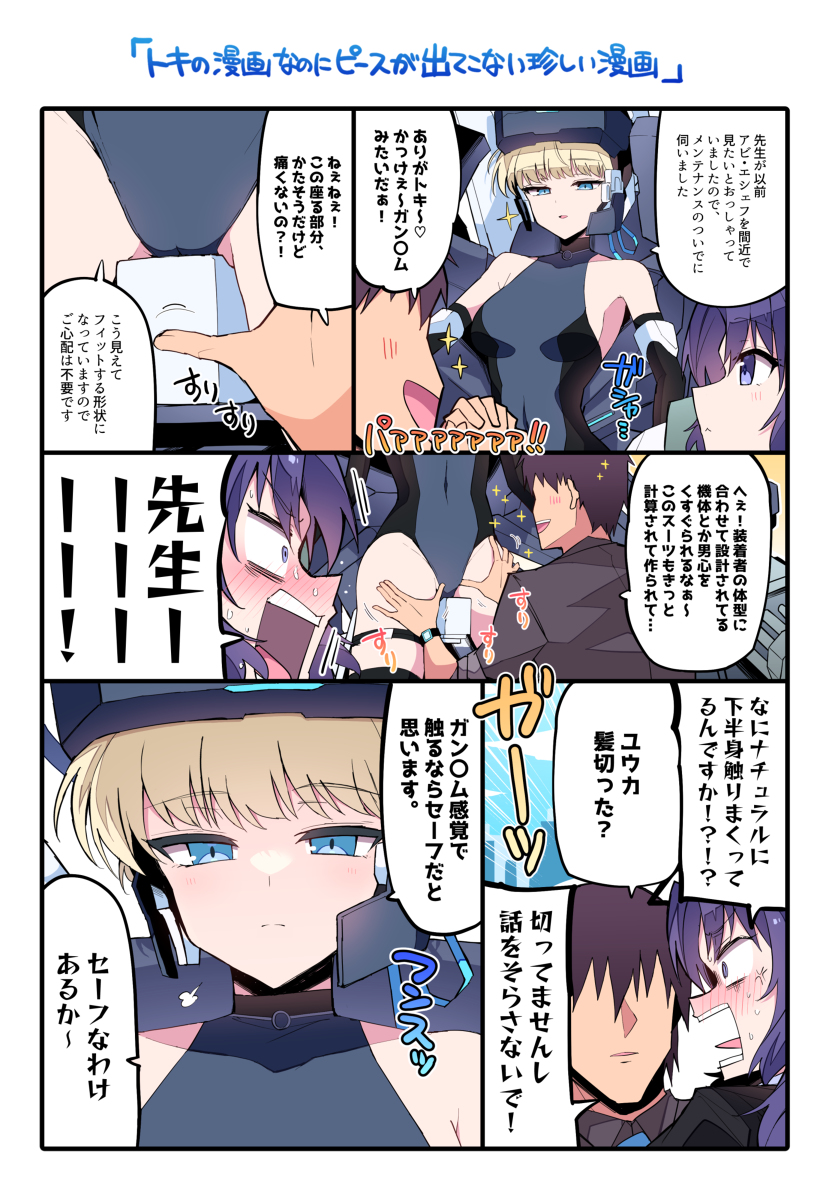 「トキの漫画なのにピースが出てこない珍しい漫画」
先生が以前
アビ・エシェフを間近で
見たいとおっしゃって
いましたので、
メンテナンスのついでに
伺いました
ありがトキ〜♡
かっけぇ〜ガン〇ム
みたいだぁ！
ガシャ…
パァァァァァァァ!!
ねぇねぇ！
この座る部分、
かたそうだけど
痛くないの？！
すり
すり
こう見えて
フィットする形状に
なっていますので
ご心配は不要です
へぇ！装着者の体型に
合わせて設計されてる
機体とか男心を
くすぐられるなぁ〜
このスーツもきっと
計算されて作られて…
すり
すり
すり
先生ー
ーーーー
ーーー！
なにナチュラルに
下半身触りまくって
るんですか！？！？
ユウカ
髪切った？
ガーッ
切ってませんし
話をそらさないで！
ガン〇ム感覚で
触るならセーフだと
思います。
マンスッ
セーフなわけ
あるか〜